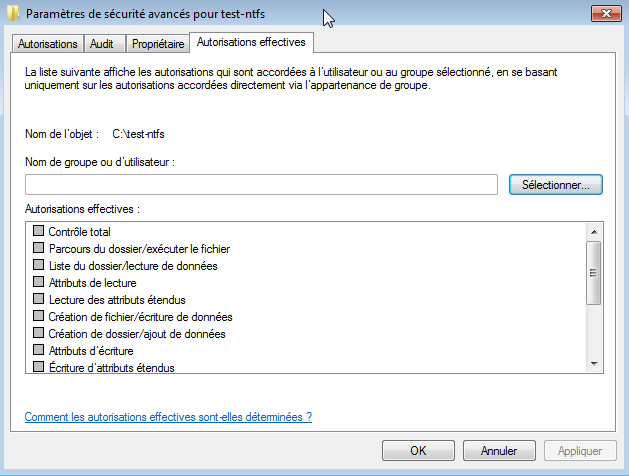 Paramètres de sécurité avancés pour test-ntfs
Autorisations Audit Propriétaire Autorisations effectives
La liste suivante affiche les autorisations qui sont accordées à l'utilisateur ou au groupe sélectionné, en se basant
uniquement sur les autorisations accordées directement via l'appartenance de groupe.
Nom de l'objet : C:\test-ntfs
Nom de groupe ou d'utilisateur :
Sélectionner...
Autorisations effectives :
Contrôle total
Parcours du dossier/exécuter le fichier
Liste du dossier/lecture de données
Attributs de lecture
Lecture des attributs étendus
Création de fichier/écriture de données
Création de dossier/ajout de données
Attributs d'écriture
Écriture d'attributs étendus
Comment les autorisations effectives sont-elles déterminées ?
OK Annuler Appliquer